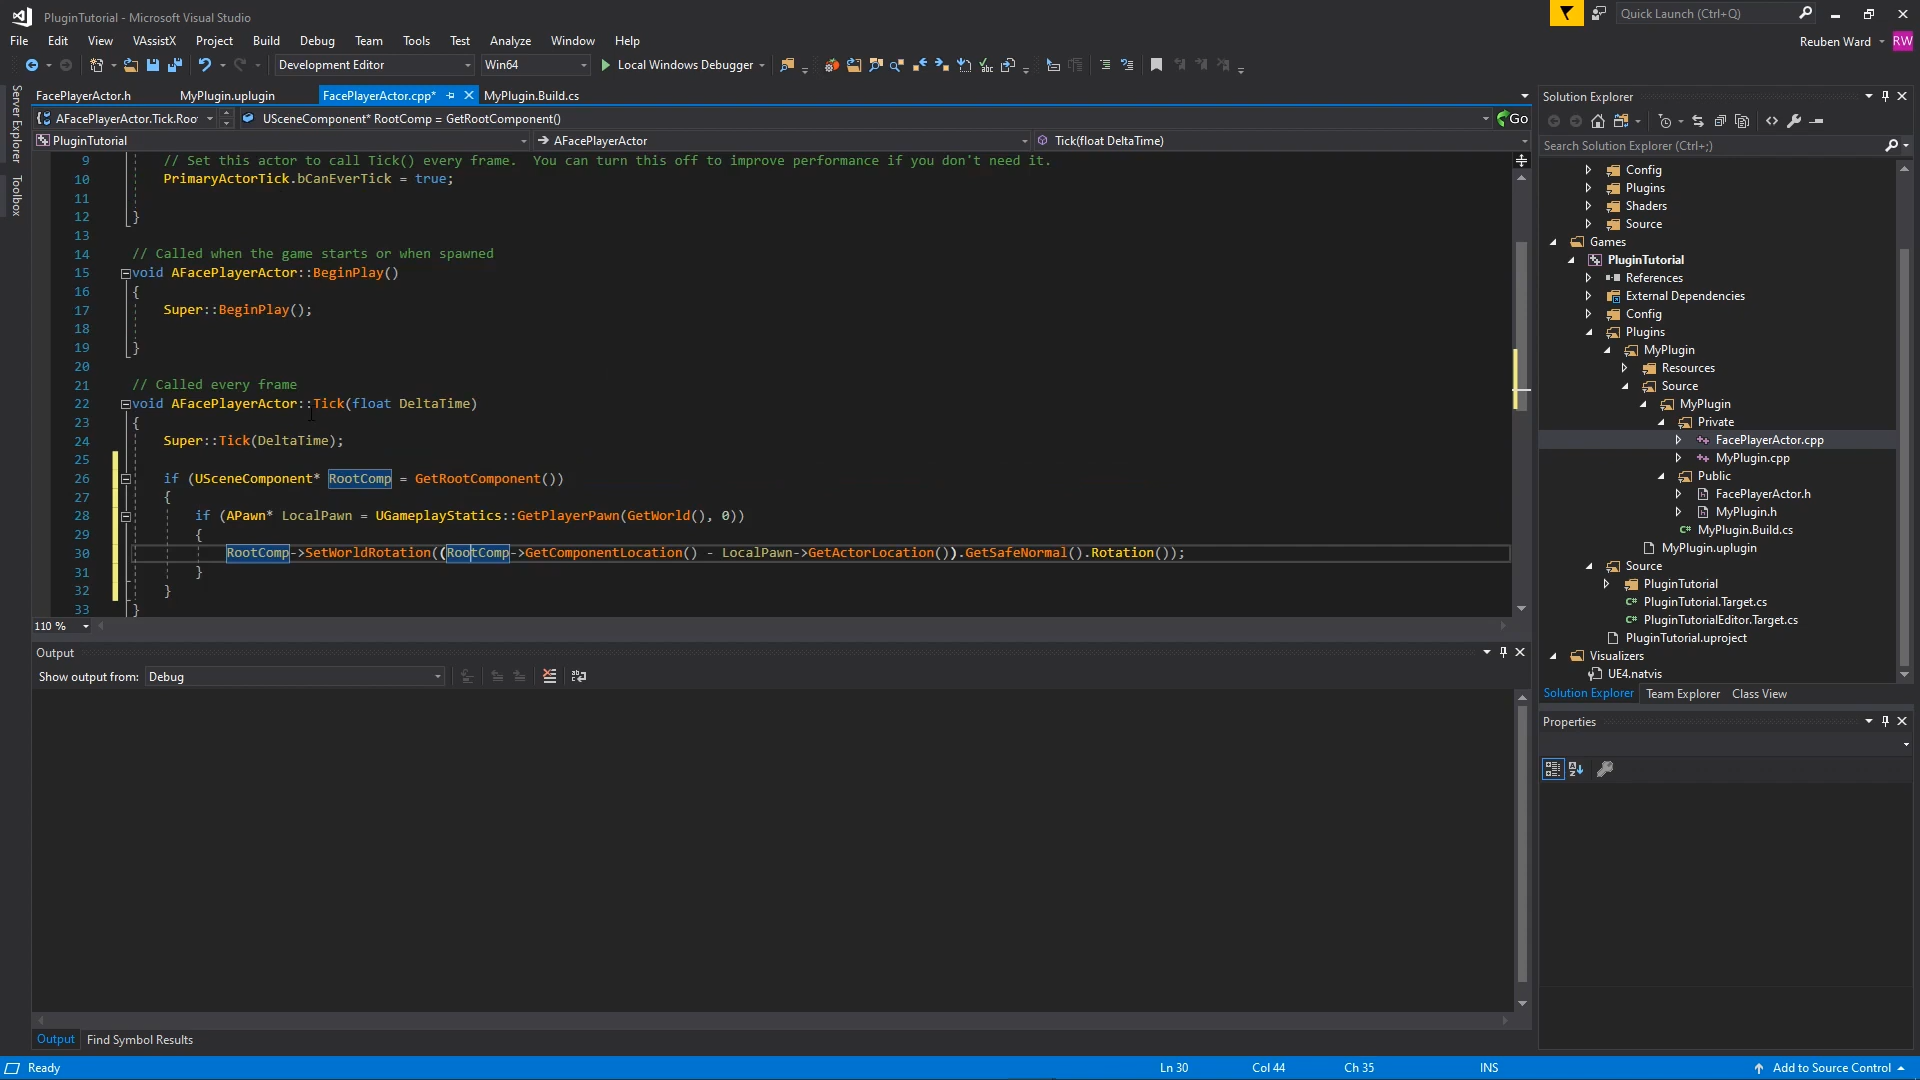 PluginTutorial - Microsoft Visual Studio
Quick Launch (Ctrl+Q)
File Edit View VAssistX Project Build Debug Team Tools Test Analyze Window Help
Reuben Ward RW
Development Editor Win64 Local Windows Debugger
Server Explorer
Toolbox
FacePlayerActor.h MyPlugin.uplugin FacePlayerActor.cpp* MyPlugin.Build.cs
AFacePlayerActor.Tick.Roo USceneComponent* RootComp = GetRootComponent() Go
PluginTutorial AFacePlayerActor Tick(float DeltaTime)
9 // Set this actor to call Tick() every frame.  You can turn this off to improve performance if you don't need it.
10 PrimaryActorTick.bCanEverTick = true;
11
12 }
13
14 // Called when the game starts or when spawned
15 void AFacePlayerActor::BeginPlay()
16 {
17 Super::BeginPlay();
18
19 }
20
21 // Called every frame
22 void AFacePlayerActor::Tick(float DeltaTime)
23 {
24 Super::Tick(DeltaTime);
25
26 if (USceneComponent* RootComp = GetRootComponent())
27 {
28 if (APawn* LocalPawn = UGameplayStatics::GetPlayerPawn(GetWorld(), 0))
29 {
30 RootComp->SetWorldRotation((RootComp->GetComponentLocation() - LocalPawn->GetActorLocation()).GetSafeNormal().Rotation());
31 }
32 }
33 }
110 %
Output
Show output from: Debug
Output Find Symbol Results
Solution Explorer
Search Solution Explorer (Ctrl+;)
Config
Plugins
Shaders
Source
Games
PluginTutorial
References
External Dependencies
Config
Plugins
MyPlugin
Resources
Source
MyPlugin
Private
FacePlayerActor.cpp
MyPlugin.cpp
Public
FacePlayerActor.h
MyPlugin.h
MyPlugin.Build.cs
MyPlugin.uplugin
Source
PluginTutorial
PluginTutorial.Target.cs
PluginTutorialEditor.Target.cs
PluginTutorial.uproject
Visualizers
UE4.natvis
Solution Explorer Team Explorer Class View
Properties
Ready Ln 30 Col 44 Ch 35 INS Add to Source Control